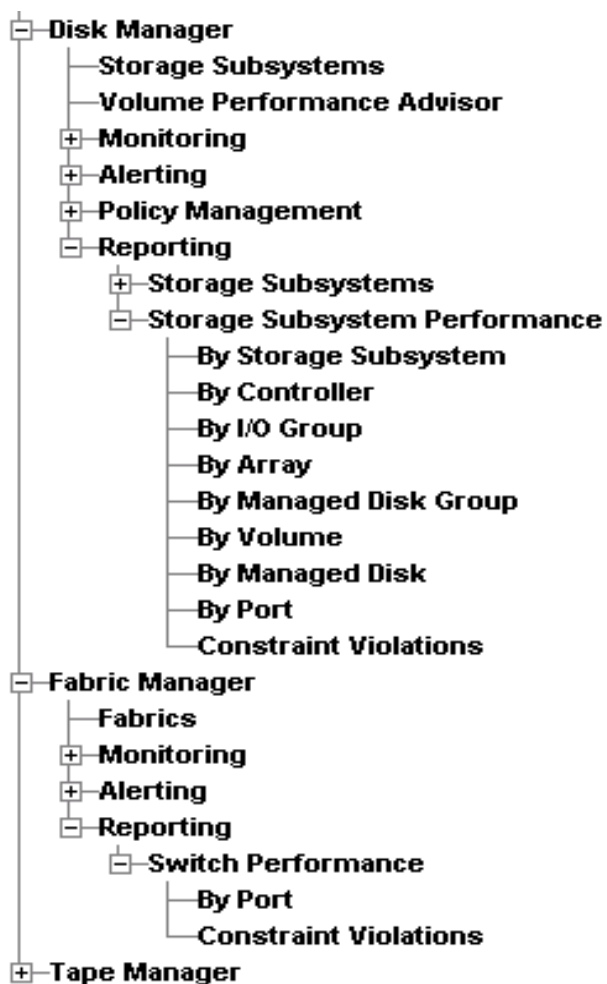 Disk Manager
Storage Subsystems
Volume Performance Advisor
Monitoring
Alerting
Policy Management
Reporting
Storage Subsystems
Storage Subsystem Performance
By Storage Subsystem
By Controller
By I/O Group
By Array
By Managed Disk Group
By Volume
By Managed Disk
By Port
Constraint Violations
Fabric Manager
Fabrics
Monitoring
Alerting
Reporting
Switch Performance
By Port
Constraint Violations
Tape Manager